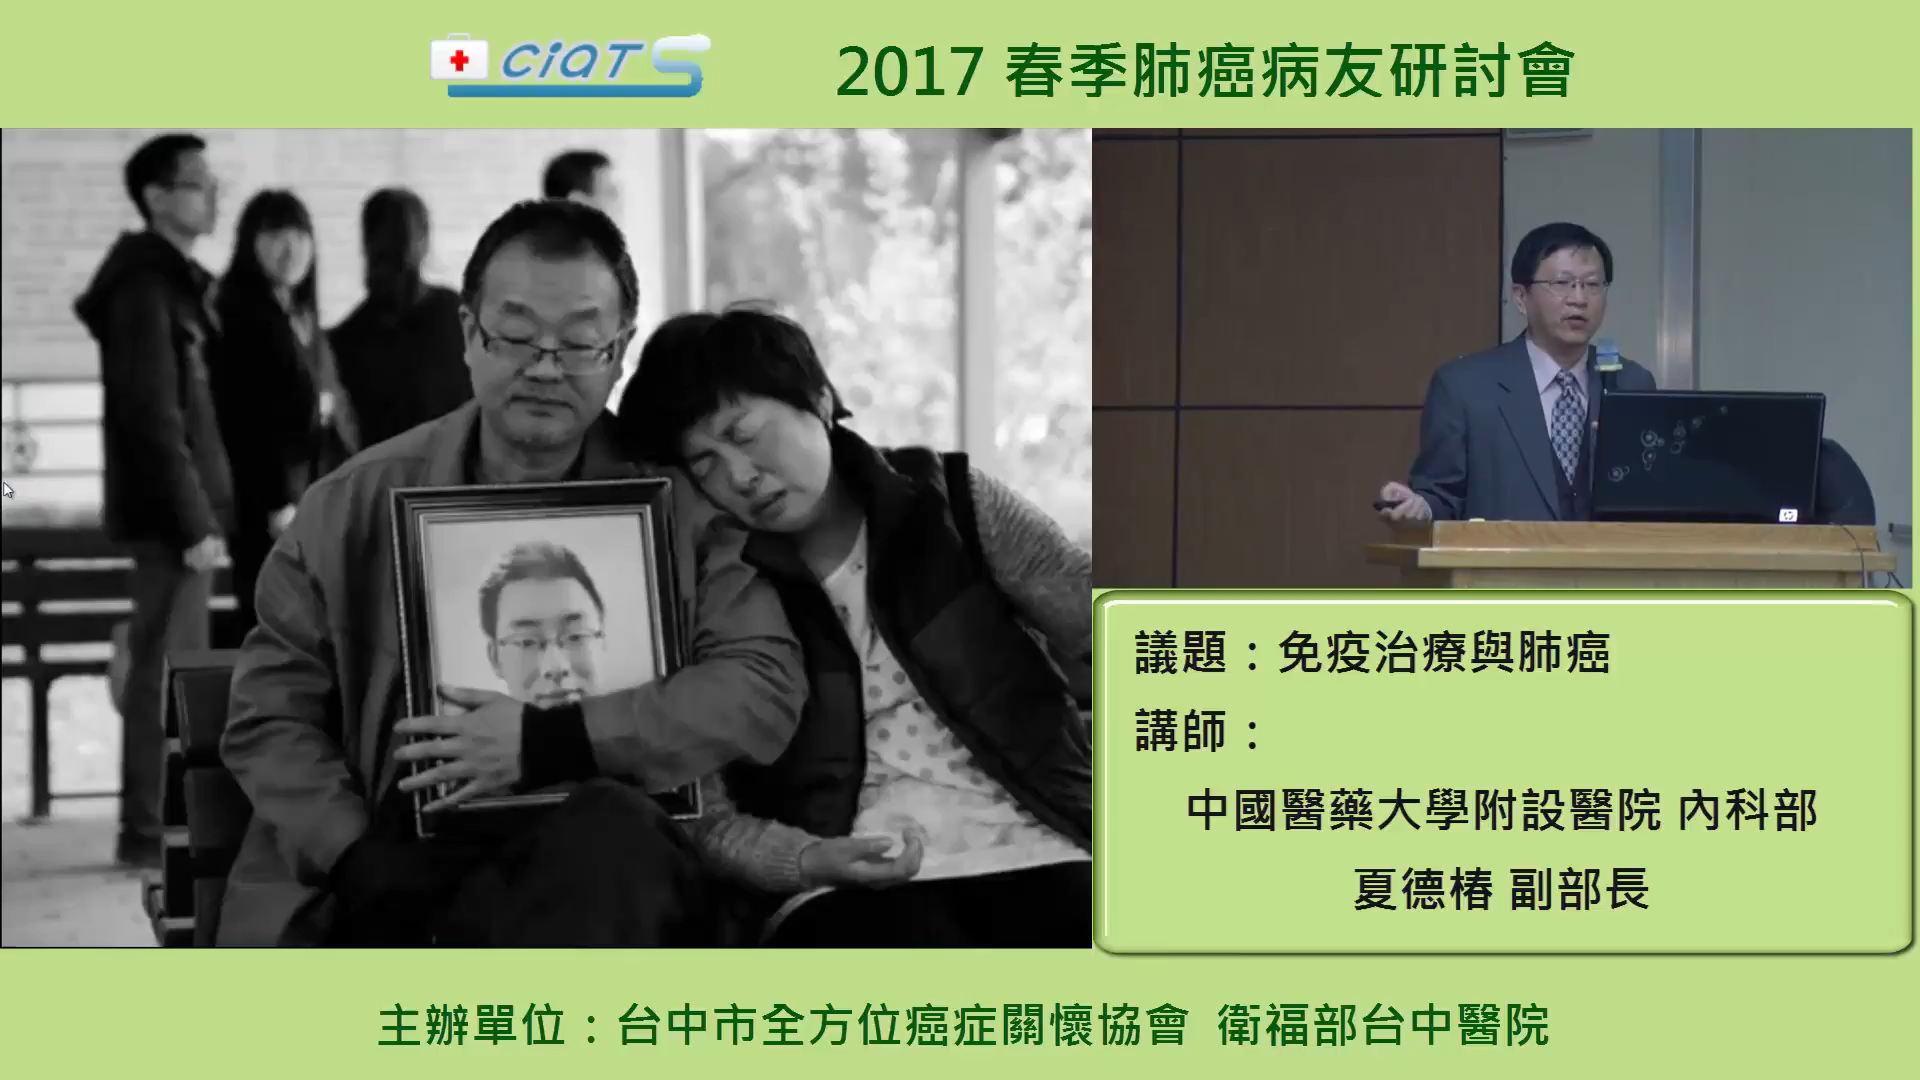 CiaTS
2017 春季肺癌病友研討會
議題：免疫治療與肺癌
講師：
中國醫藥大學附設醫院 內科部
夏德椿 副部長
主辦單位：台中市全方位癌症關懷協會 衛福部台中醫院